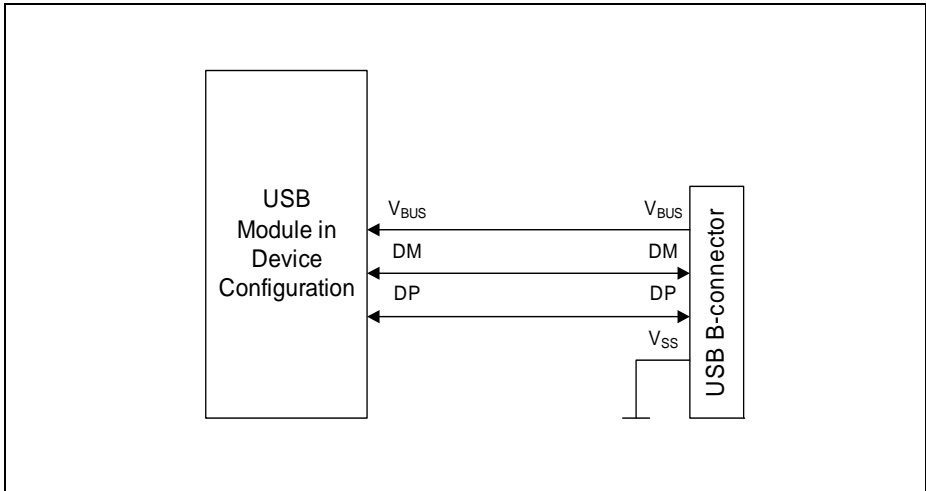 USB
Module in
Device
Configuration
VBUS
VBUS
DM
DM
DP
DP
VSS
USB B-connector